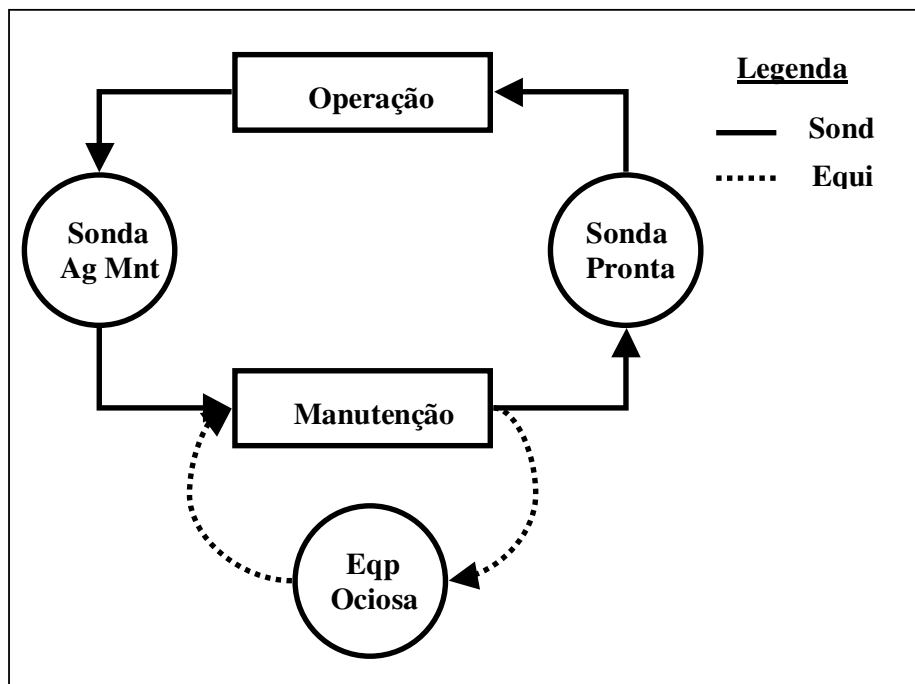 Operação
Legenda
Sond
Equi
Sonda
Ag Mnt
Sonda
Pronta
Manutenção
Eqp
Ociosa